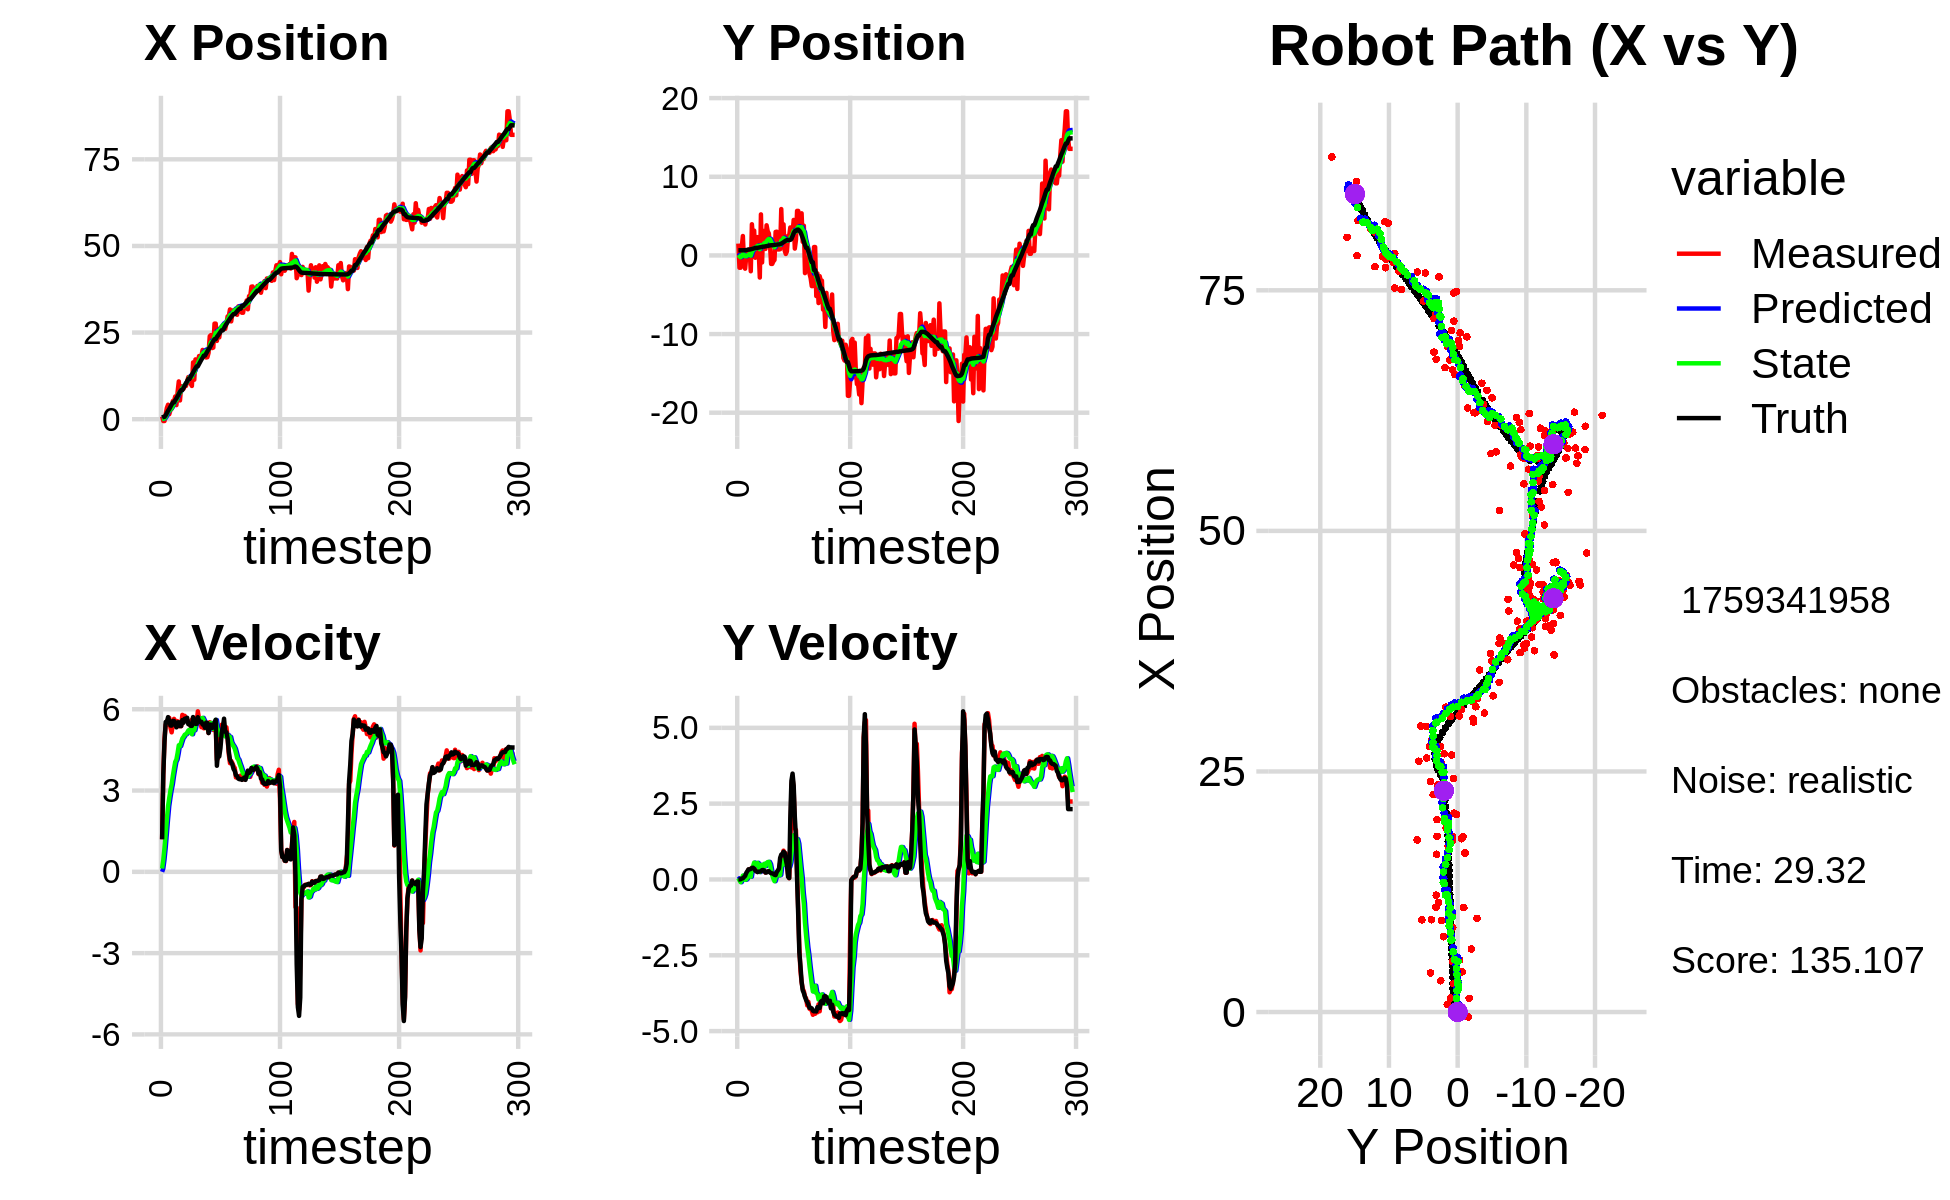 X Position
75
50
25
0
0
100
200
300
timestep
Y Position
20
10
0
-10
-20
0
100
200
300
timestep
X Velocity
6
3
0
-3
-6
0
100
200
300
timestep
Y Velocity
5.0
2.5
0.0
-2.5
-5.0
0
100
200
300
timestep
Robot Path (X vs Y)
X Position
75
50
25
0
20 10 0 -10 -20
Y Position
variable
Measured
Predicted
State
Truth
1759341958
Obstacles: none
Noise: realistic
Time: 29.32
Score: 135.107